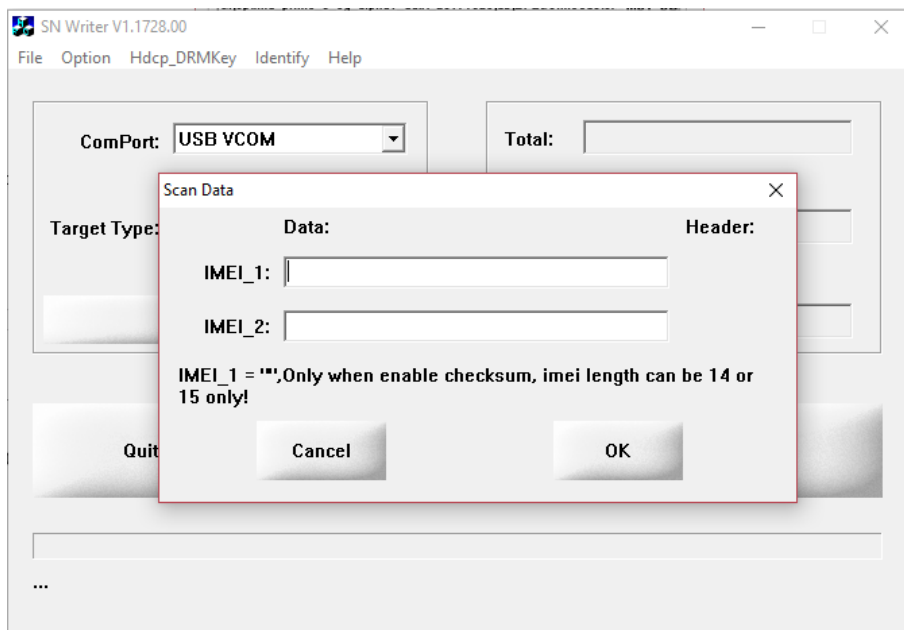 SN Writer V1.1728.00
File Option Hdcp_DRMKey Identify Help
ComPort: USB VCOM
Total:
Scan Data
Target Type:
Data: Header:
IMEI_1:
IMEI_2:
IMEI_1 = "",Only when enable checksum, imei length can be 14 or
15 only!
Quit
Cancel OK
...